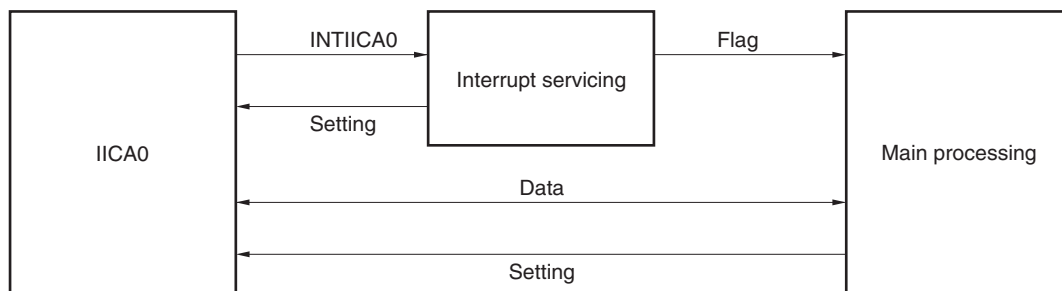 INTIICA0
Flag
Interrupt servicing
Setting
IICA0
Main processing
Data
Setting